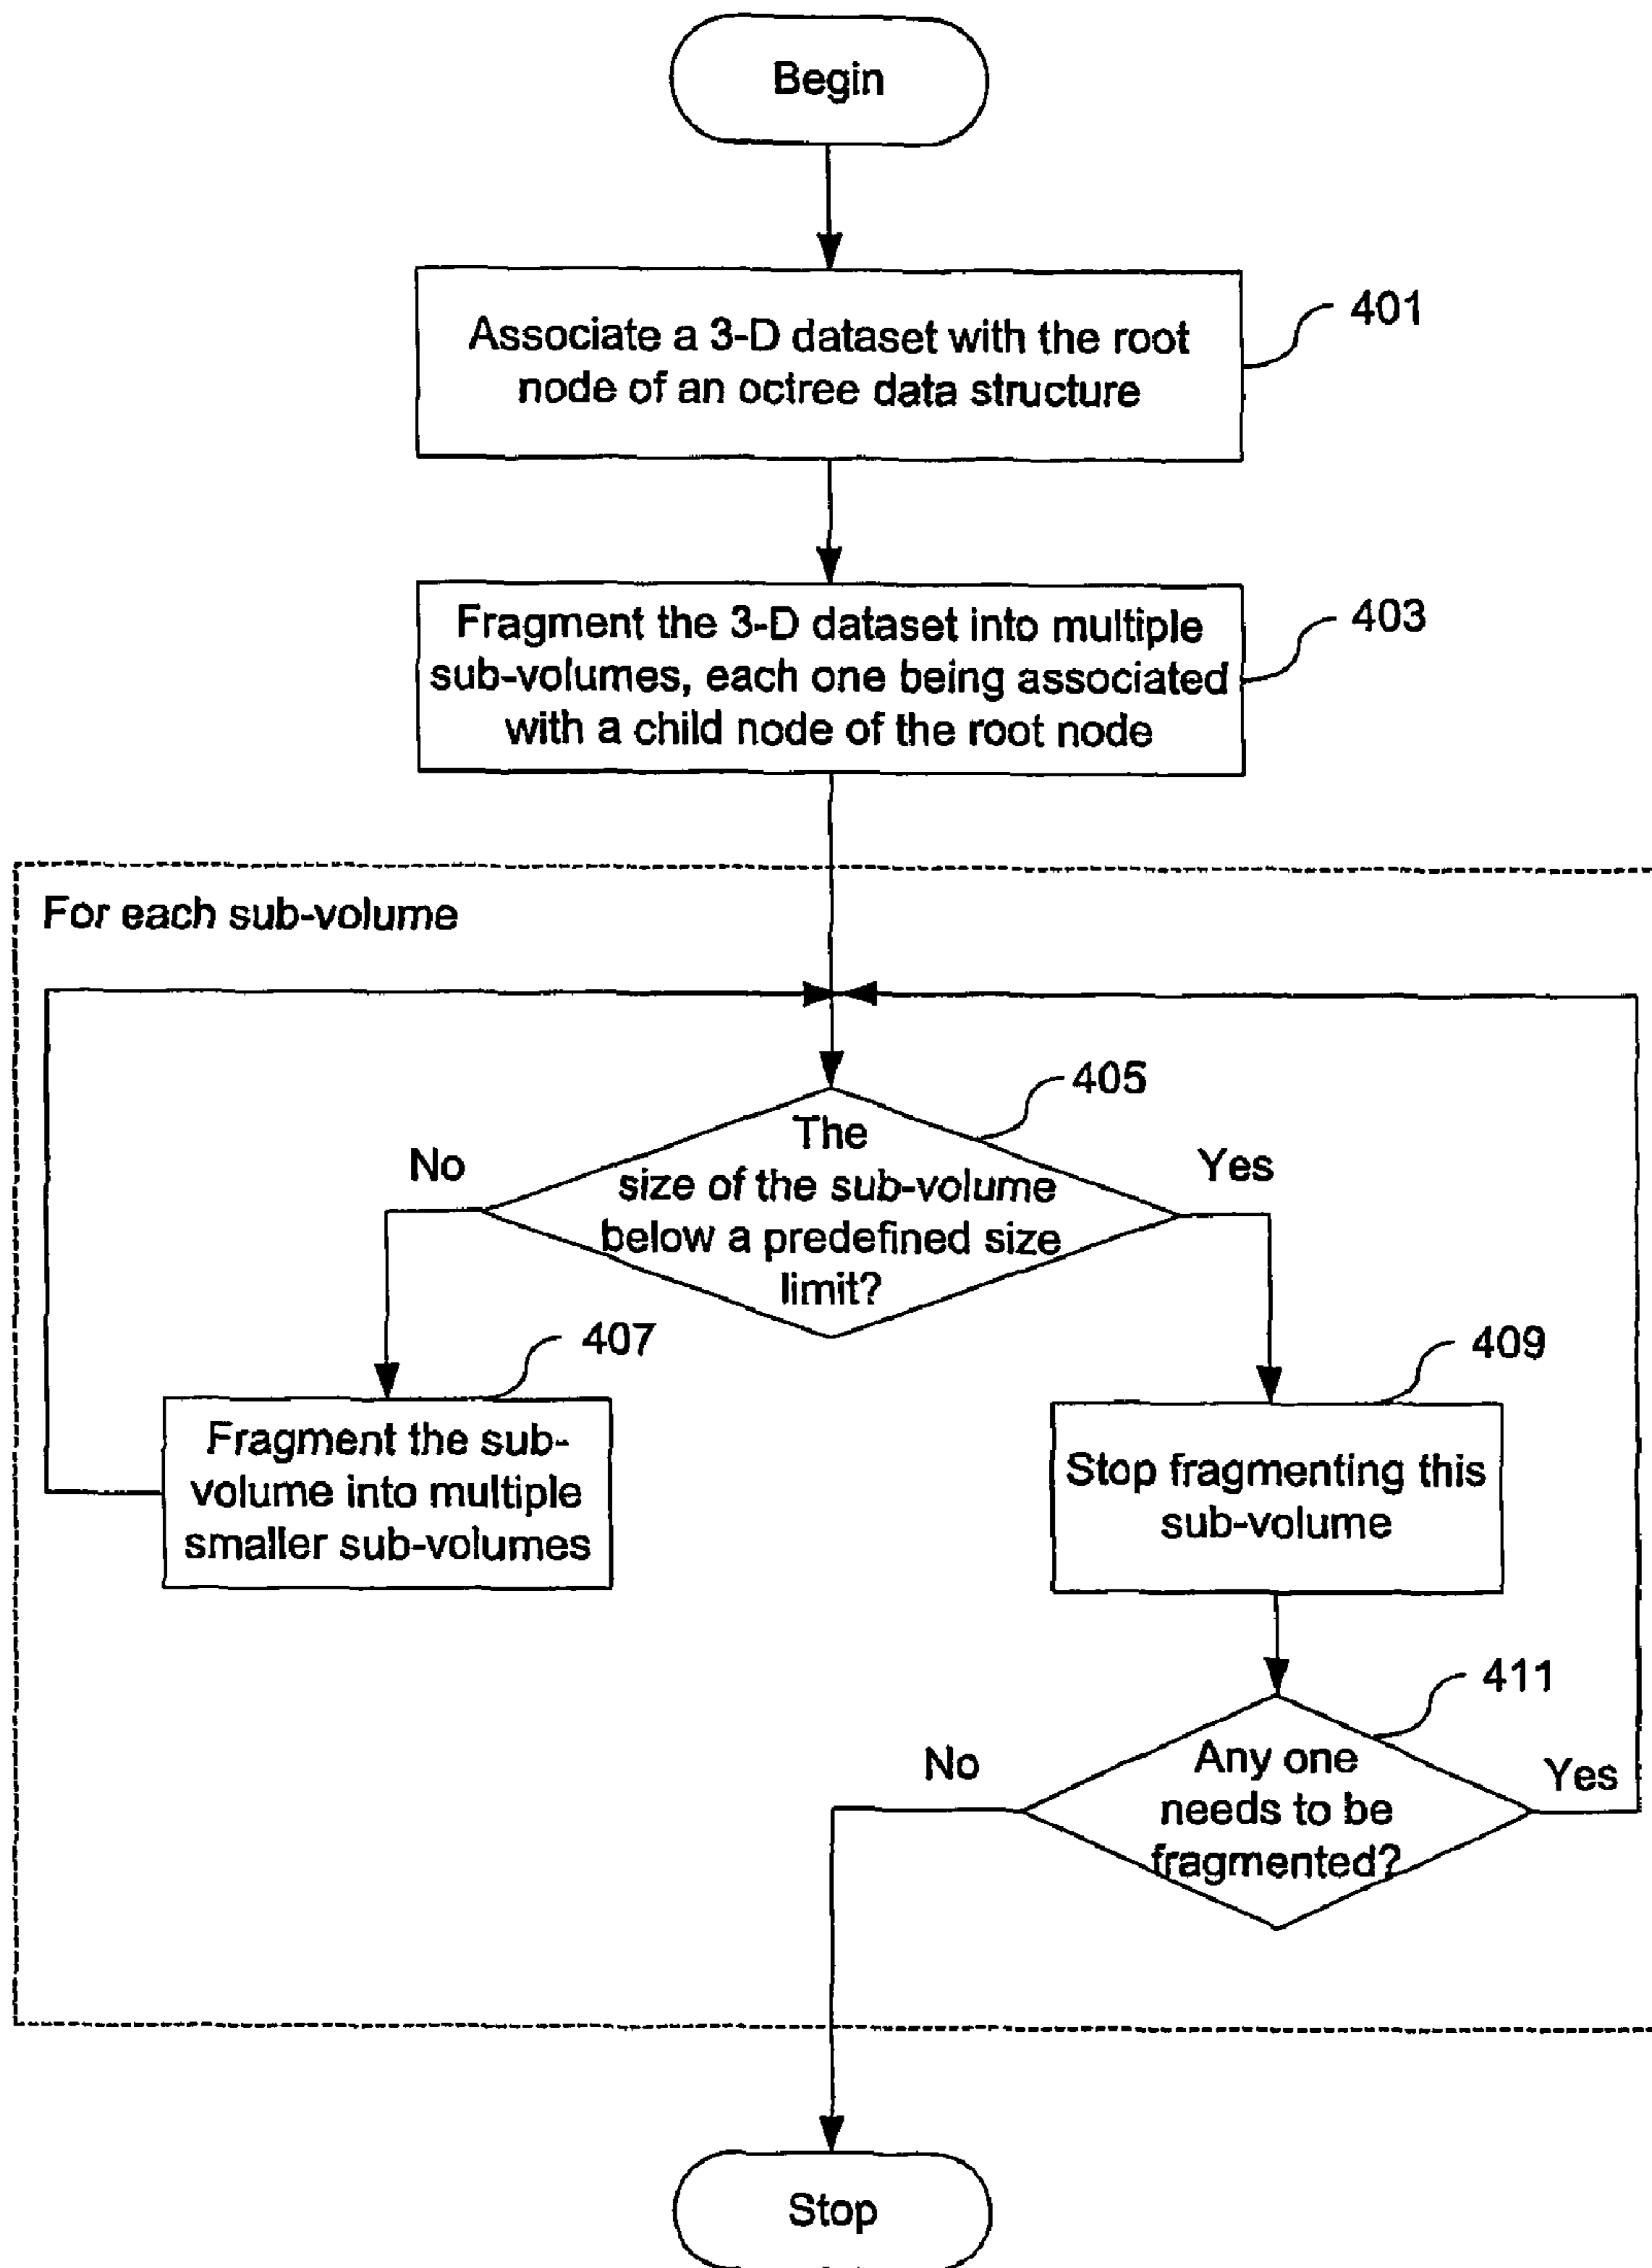 Begin
Associate a 3-D dataset with the root
node of an octree data structure
401
Fragment the 3-D dataset into multiple
sub-volumes, each one being associated
with a child node of the root node
403
For each sub-volume
405
The
size of the sub-volume
below a predefined size
limit?
No
Yes
407
Fragment the sub-
volume into multiple
smaller sub-volumes
409
Stop fragmenting this
sub-volume
411
Any one
needs to be
fragmented?
No
Yes
Stop